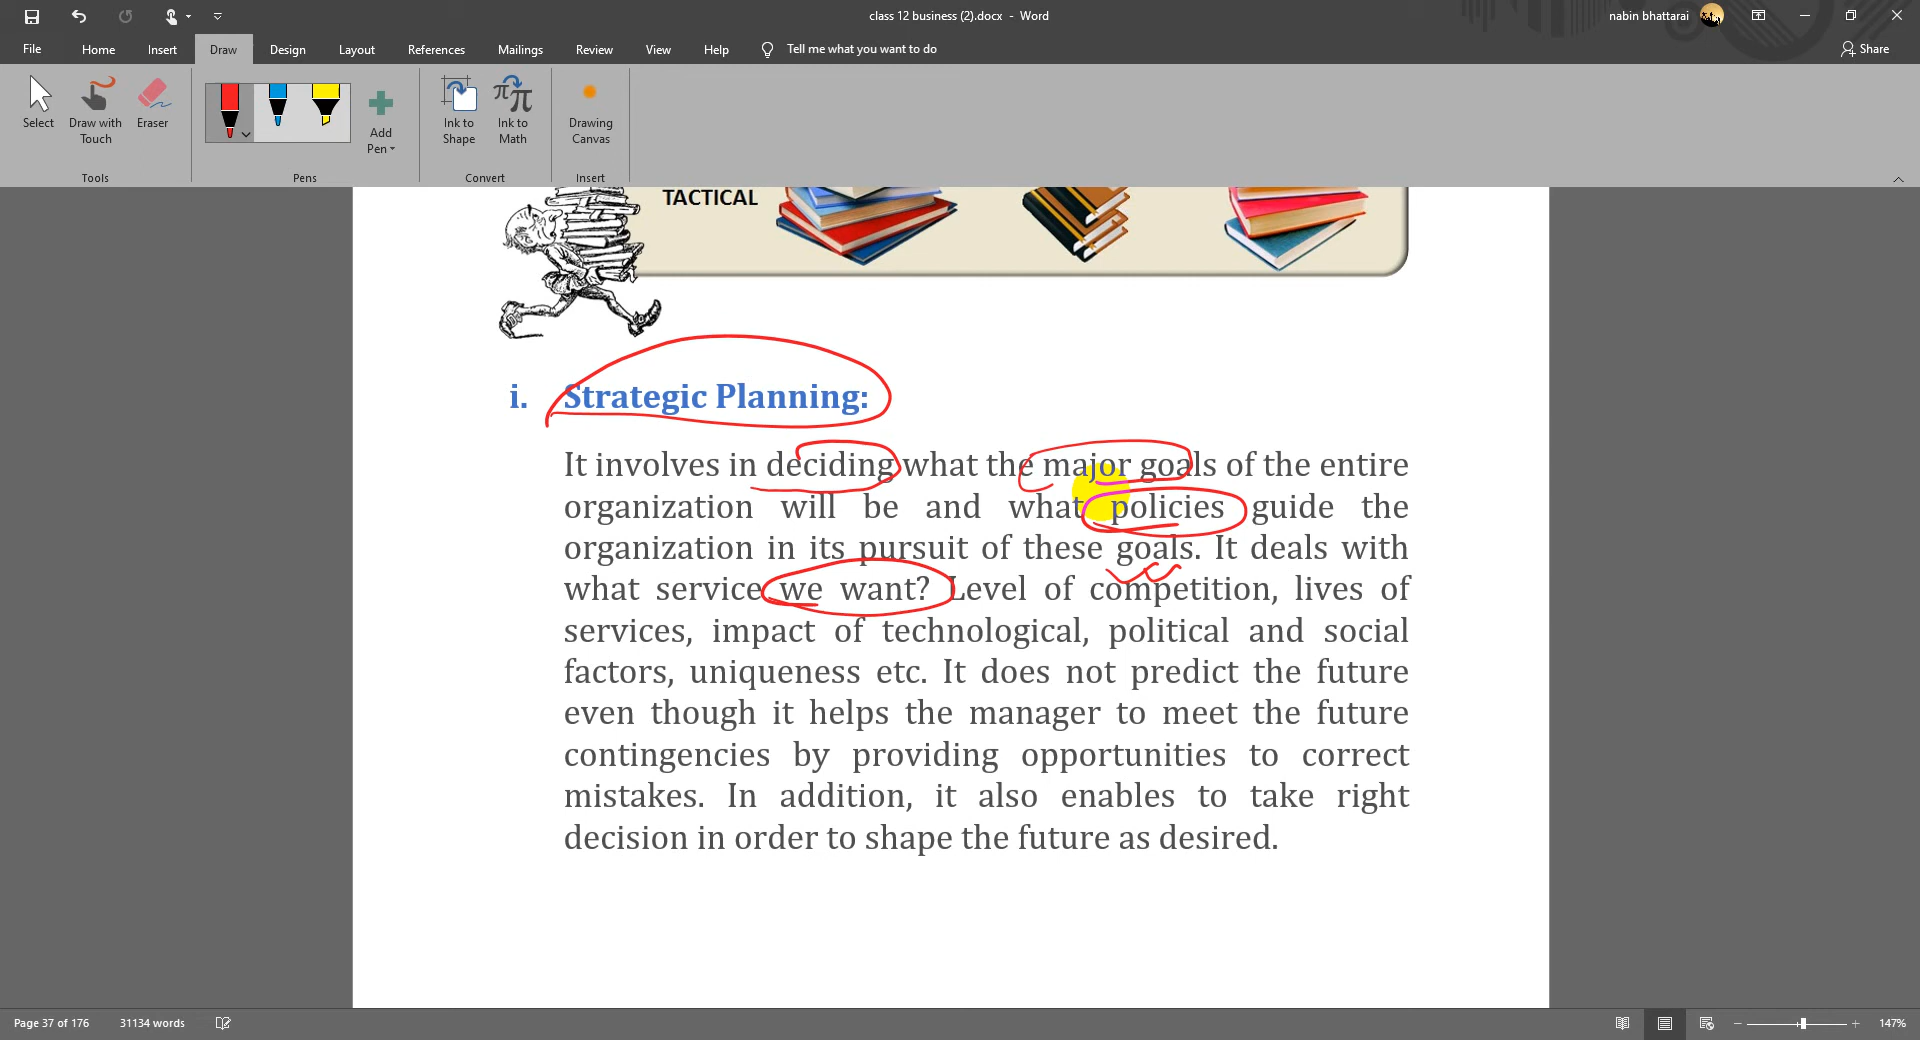 class 12 business (2).docx - Word
nabin bhattarai
File Home Insert Draw Design Layout References Mailings Review View Help Tell me what you want to do Share
Select
Draw with Touch
Eraser
Add Pen
Ink to Shape
Ink to Math
Drawing Canvas
Tools Pens Convert Insert
TACTICAL
i. Strategic Planning:
It involves in deciding what the major goals of the entire
organization will be and what policies guide the
organization in its pursuit of these goals. It deals with
what service we want? Level of competition, lives of
services, impact of technological, political and social
factors, uniqueness etc. It does not predict the future
even though it helps the manager to meet the future
contingencies by providing opportunities to correct
mistakes. In addition, it also enables to take right
decision in order to shape the future as desired.
Page 37 of 176 31134 words 147%